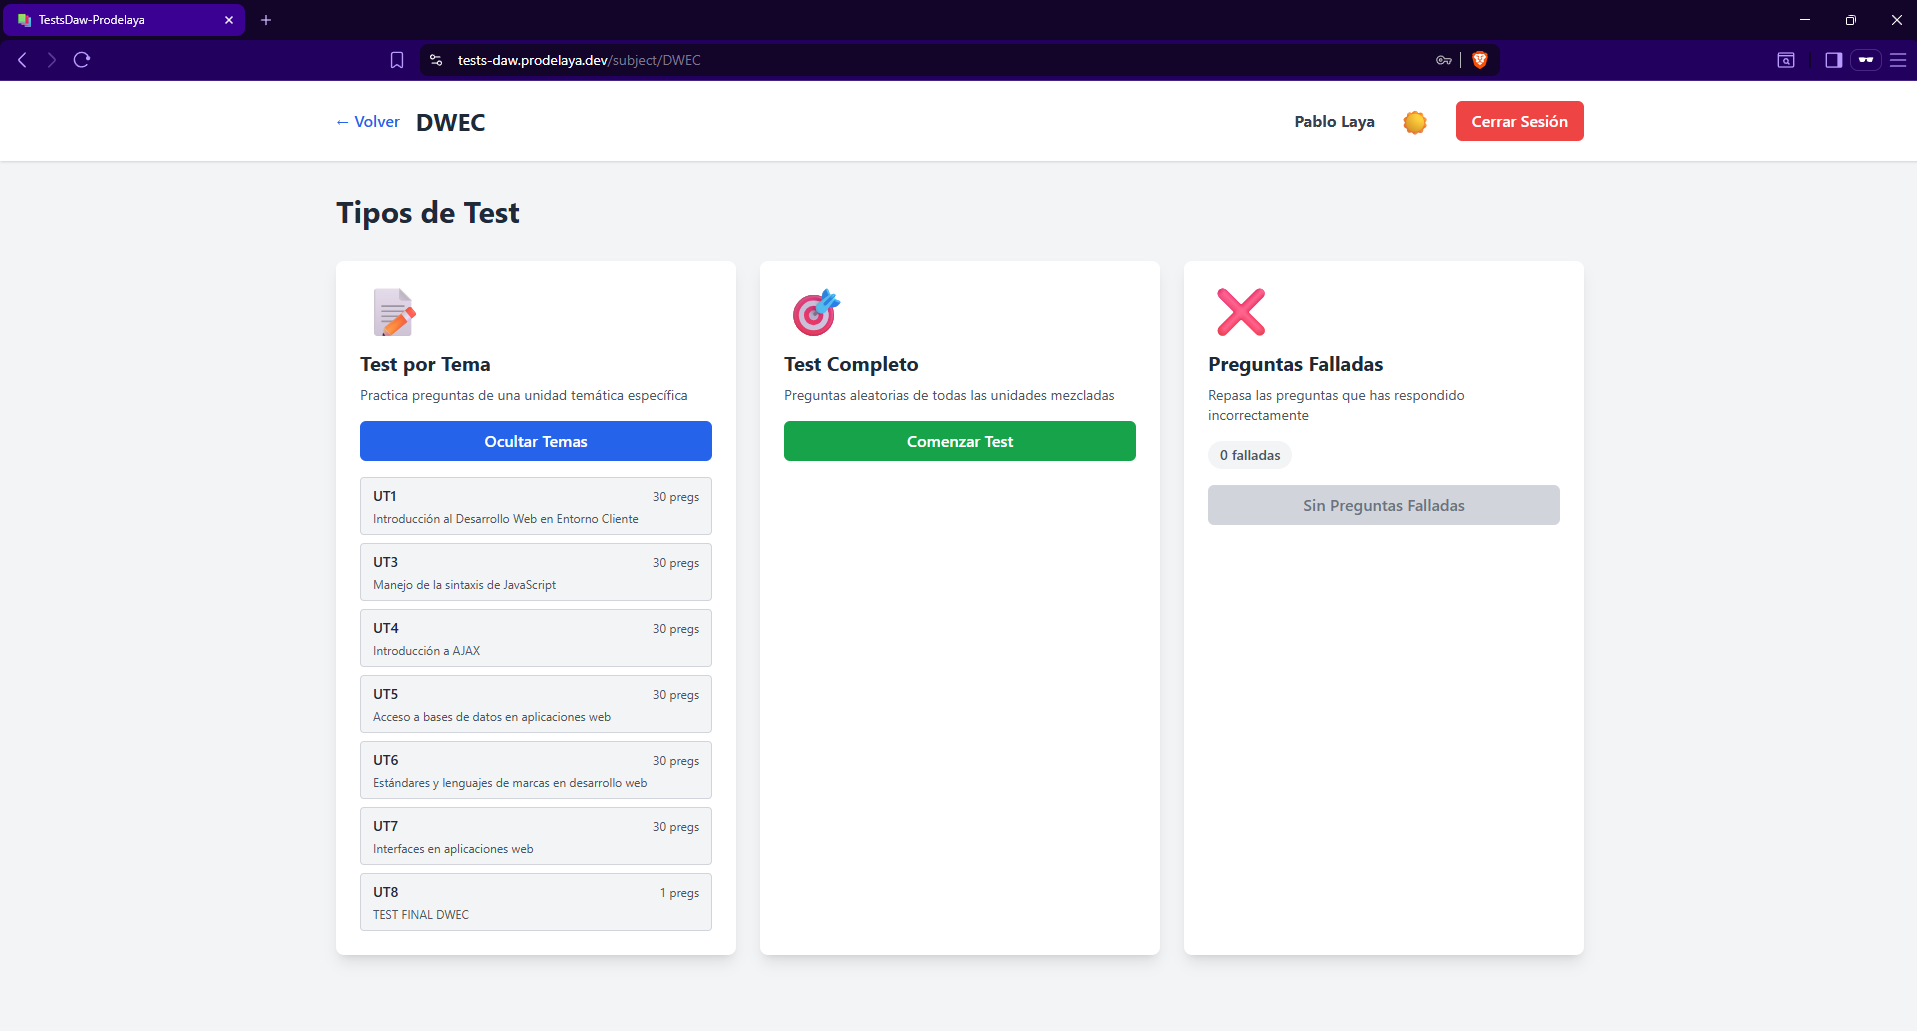 TestsDaw-Prodelaya
tests-daw.prodelaya.dev/subject/DWEC
← Volver
DWEC
Pablo Laya
Cerrar Sesión
Tipos de Test
Test por Tema
Practica preguntas de una unidad temática específica
Ocultar Temas
UT1
30 pregs
Introducción al Desarrollo Web en Entorno Cliente
UT3
30 pregs
Manejo de la sintaxis de JavaScript
UT4
30 pregs
Introducción a AJAX
UT5
30 pregs
Acceso a bases de datos en aplicaciones web
UT6
30 pregs
Estándares y lenguajes de marcas en desarrollo web
UT7
30 pregs
Interfaces en aplicaciones web
UT8
1 pregs
TEST FINAL DWEC
Test Completo
Preguntas aleatorias de todas las unidades mezcladas
Comenzar Test
Preguntas Falladas
Repasa las preguntas que has respondido
incorrectamente
0 falladas
Sin Preguntas Falladas